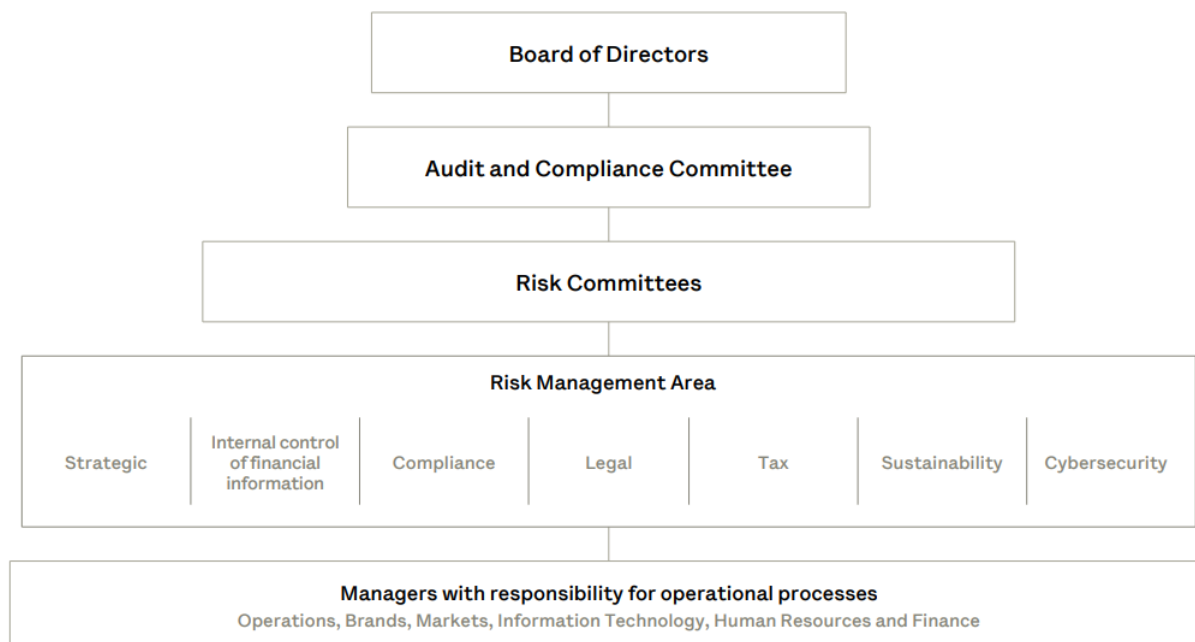 Board of Directors
Audit and Compliance Committee
Risk Committees
Risk Management Area
Strategic
Internal control
of financial
information
Compliance
Legal
Tax
Sustainability
Cybersecurity
Managers with responsibility for operational processes
Operations, Brands, Markets, Information Technology, Human Resources and Finance